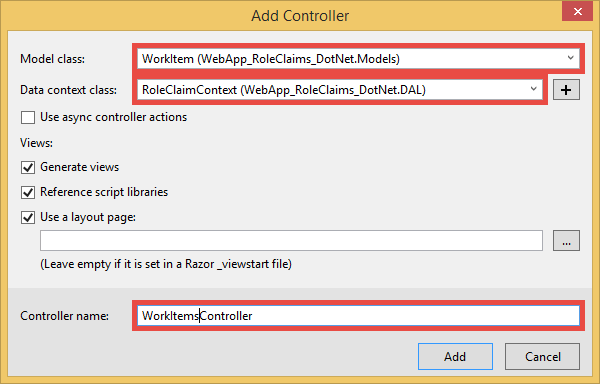 Add Controller
Model class: WorkItem (WebApp_RoleClaims_DotNet.Models)
Data context class: RoleClaimContext (WebApp_RoleClaims_DotNet.DAL) +
Use async controller actions
Views:
Generate views
Reference script libraries
Use a layout page:
...
(Leave empty if it is set in a Razor _viewstart file)
Controller name: WorkItemsController
Add Cancel